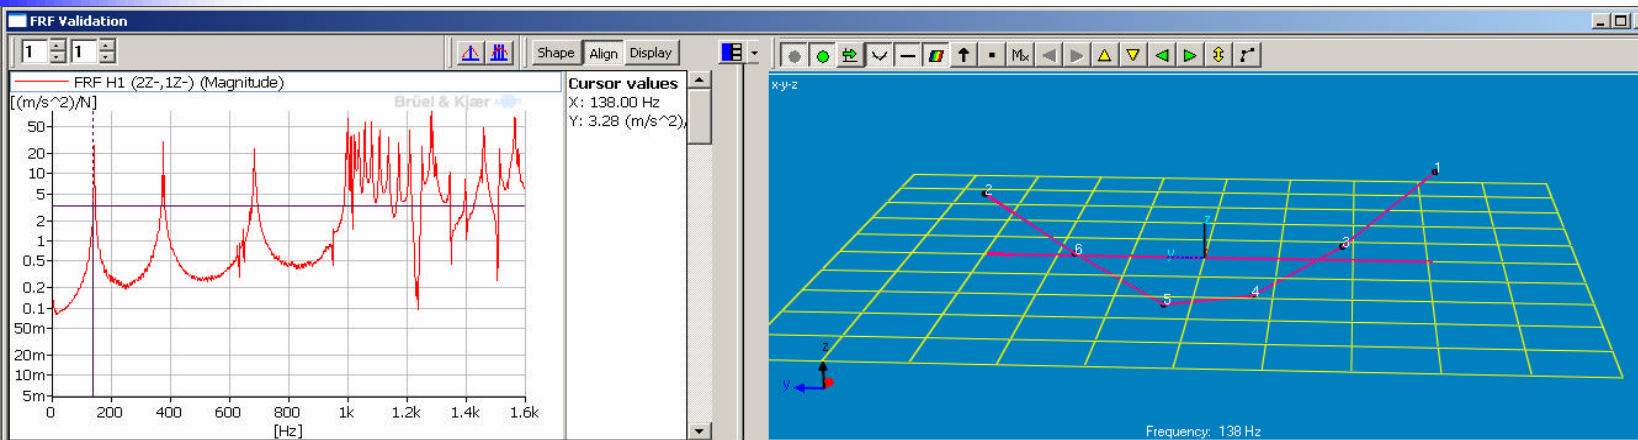 FRF Validation
1 1 Shape Align Display
FRF H1 (2Z-,1Z-) (Magnitude)
[(m/s^2)/N]
Brüel & Kjær
50
20
10
5
2
1
0.5
0.2
0.1
50m
20m
10m
5m
0 200 400 600 800 1k 1.2k 1.4k 1.6k
[Hz]
Cursor values
X: 138.00 Hz
Y: 3.28 (m/s^2)/
Mx
x-y-z
1
2
z
3
6
y
4
5
z
y
Frequency: 138 Hz